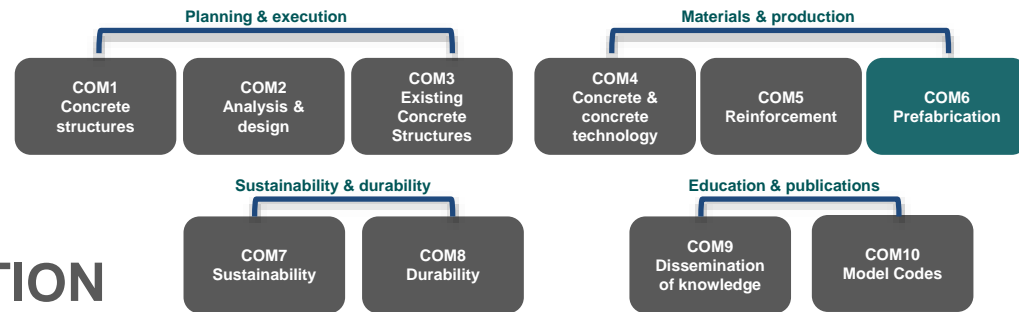 Planning & execution
Materials & production
COM1
Concrete
structures
COM2
Analysis &
design
COM3
Existing
Concrete
Structures
COM4
Concrete &
concrete
technology
COM5
Reinforcement
COM6
Prefabrication
Sustainability & durability
Education & publications
COM7
Sustainability
COM8
Durability
COM9
Dissemination
of knowledge
COM10
Model Codes
TION